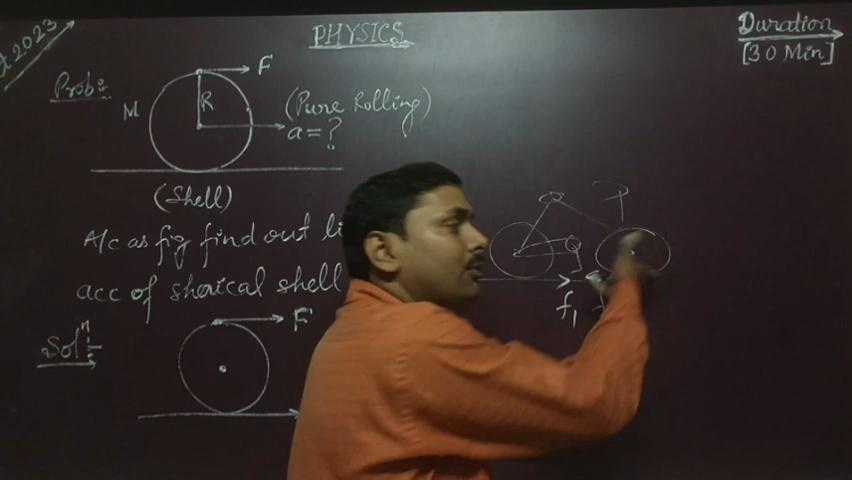 2023
PHYSICS
Duration
[30 Min]
Prob:
F
M
R
(Pure Rolling)
a=?
(Shell)
A/c as fig find out
acc of sherical shell
Solⁿ:-
F
f₁